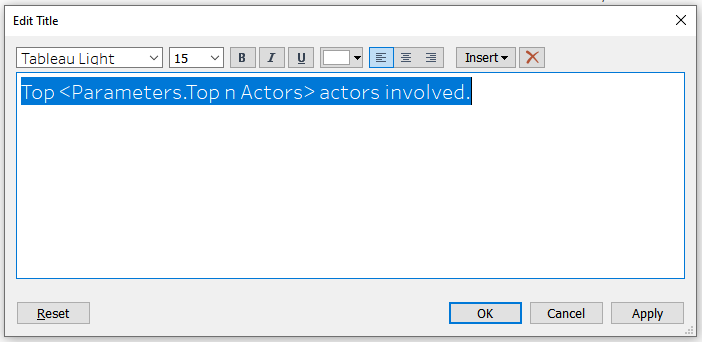 Edit Title
Tableau Light 15 B I U Insert
Top <Parameters.Top n Actors> actors involved.
Reset OK Cancel Apply